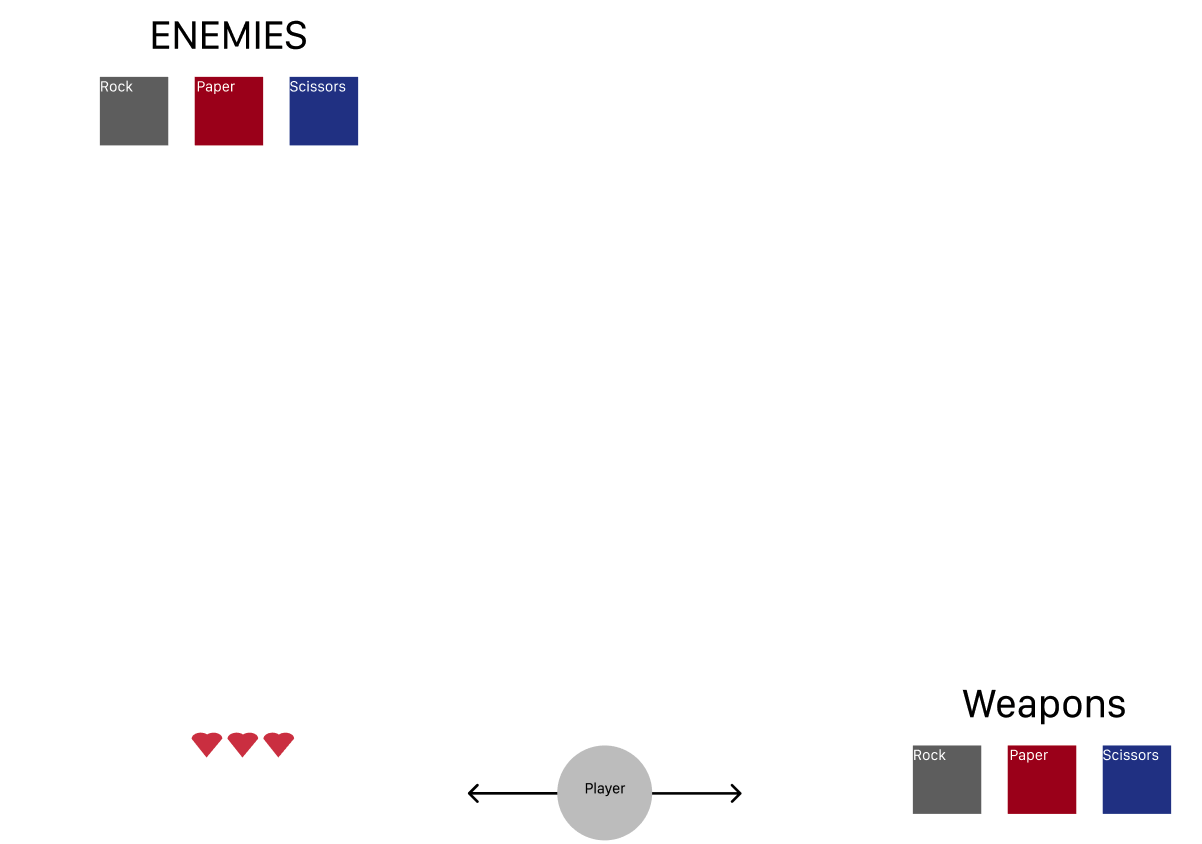 ENEMIES
Rock
Paper
Scissors
Weapons
Rock
Paper
Scissors
Player